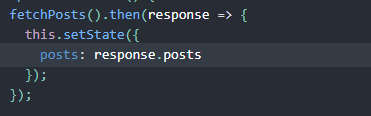 fetchPosts().then(response => {
  this.setState({
    posts: response.posts
  });
});